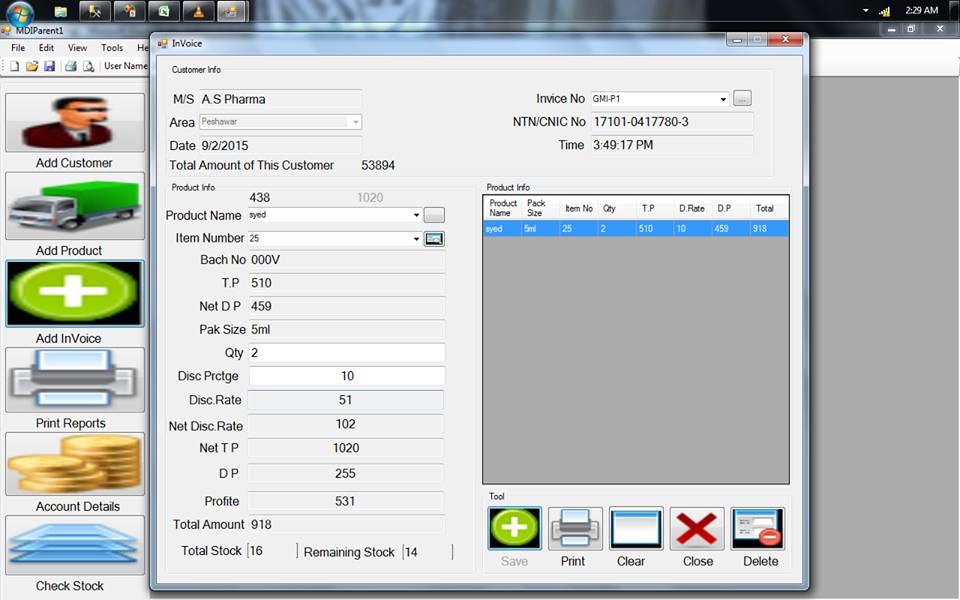 2:29 AM
MDIParent1
File Edit View Tools He
User Name
Add Customer
Add Product
Add InVoice
Print Reports
Account Details
Check Stock
InVoice
Customer Info
M/S A.S Pharma
Area Peshawar
Date 9/2/2015
Total Amount of This Customer 53894
Invice No GMI-P1 ...
NTN/CNIC No 17101-0417780-3
Time 3:49:17 PM
Product Info
438 1020
Product Name syed
Item Number 25
Bach No 000V
T.P 510
Net D P 459
Pak Size 5ml
Qty 2
Disc Prctge 10
Disc.Rate 51
Net Disc.Rate 102
Net T P 1020
D P 255
Profite 531
Total Amount 918
Total Stock 16 Remaining Stock 14
Product Info
Product Name Pack Size Item No Qty T.P D.Rate D.P Total
syed 5ml 25 2 510 10 459 918
Tool
Save Print Clear Close Delete